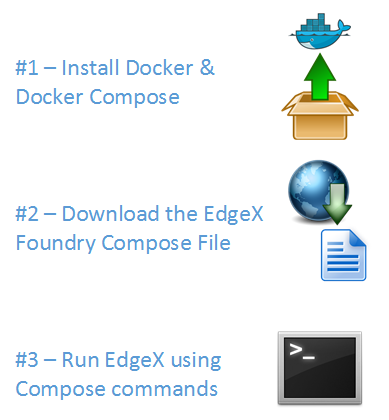 #1 – Install Docker &
Docker Compose
#2 – Download the EdgeX
Foundry Compose File
>_
#3 – Run EdgeX using
Compose commands